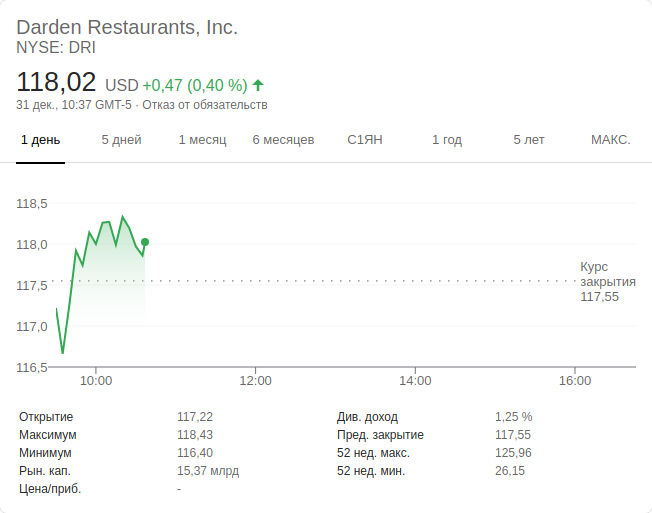 Darden Restaurants, Inc.
NYSE: DRI
118,02 USD +0,47 (0,40 %)
31 дек., 10:37 GMT-5 · Отказ от обязательств
1 день 5 дней 1 месяц 6 месяцев С1ЯН 1 год 5 лет МАКС.
118,5
118,0
Курс
закрытия
117,55
117,5
117,0
116,5
10:00 12:00 14:00 16:00
Открытие 117,22 Див. доход 1,25 %
Максимум 118,43 Пред. закрытие 117,55
Минимум 116,40 52 нед. макс. 125,96
Рын. кап. 15,37 млрд 52 нед. мин. 26,15
Цена/приб. -